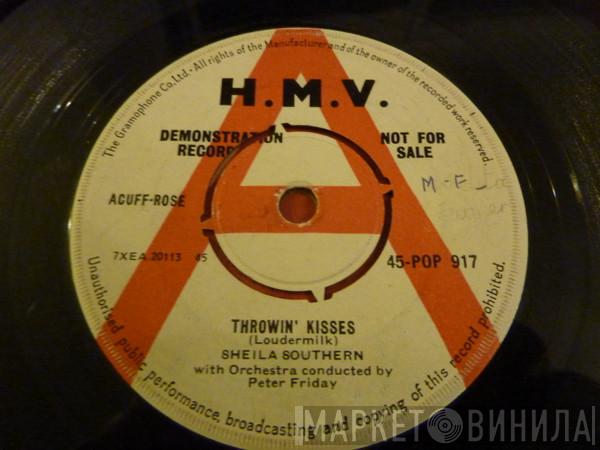 The Gramophone Co. Ltd.-All rights of the Manufacturer and of the owner of the recorded work reserved.
H.M.V.
DEMONSTRATION NOT FOR
RECORD SALE
ACUFF-ROSE
M-F
7XEA.20113 45
45-POP 917
THROWIN' KISSES
(Loudermilk)
SHEILA SOUTHERN
with Orchestra conducted by
Peter Friday
Unauthorised public performance, broadcasting and copying of this record prohibited.
МАРКЕТ ВИНИЛА